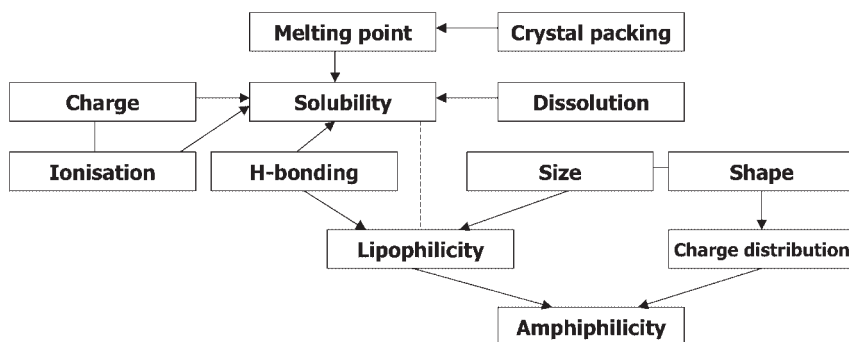 Melting point
Crystal packing
Charge
Solubility
Dissolution
Ionisation
H-bonding
Size
Shape
Lipophilicity
Charge distribution
Amphiphilicity